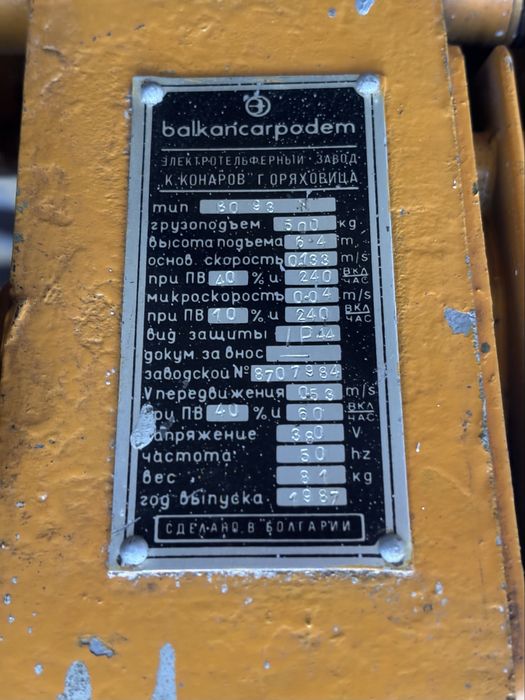 balkancarpodem
ЭЛЕКТРОТЕЛЬФЕРНЫЙ ЗАВОД
"К.КОНАРОВ" Г.ОРЯХОВИЦА
тип 8093
грузоподъем. 500 kg
высота подъема 6.4 m
основ. скорость 0.133 m/s
при ПВ 40 % и 240 ВКЛ/ЧАС
микроскорость 0.04 m/s
при ПВ 10 % и 240 ВКЛ/ЧАС
вид защиты IP44
докум. за внос —
заводской № 8707984
V передвижения 0.53 m/s
при ПВ 40 % и 60 ВКЛ/ЧАС
напряжение 380 V
частота 50 hz
вес 81 kg
год выпуска 1987
СДЕЛАНО В БОЛГАРИИ